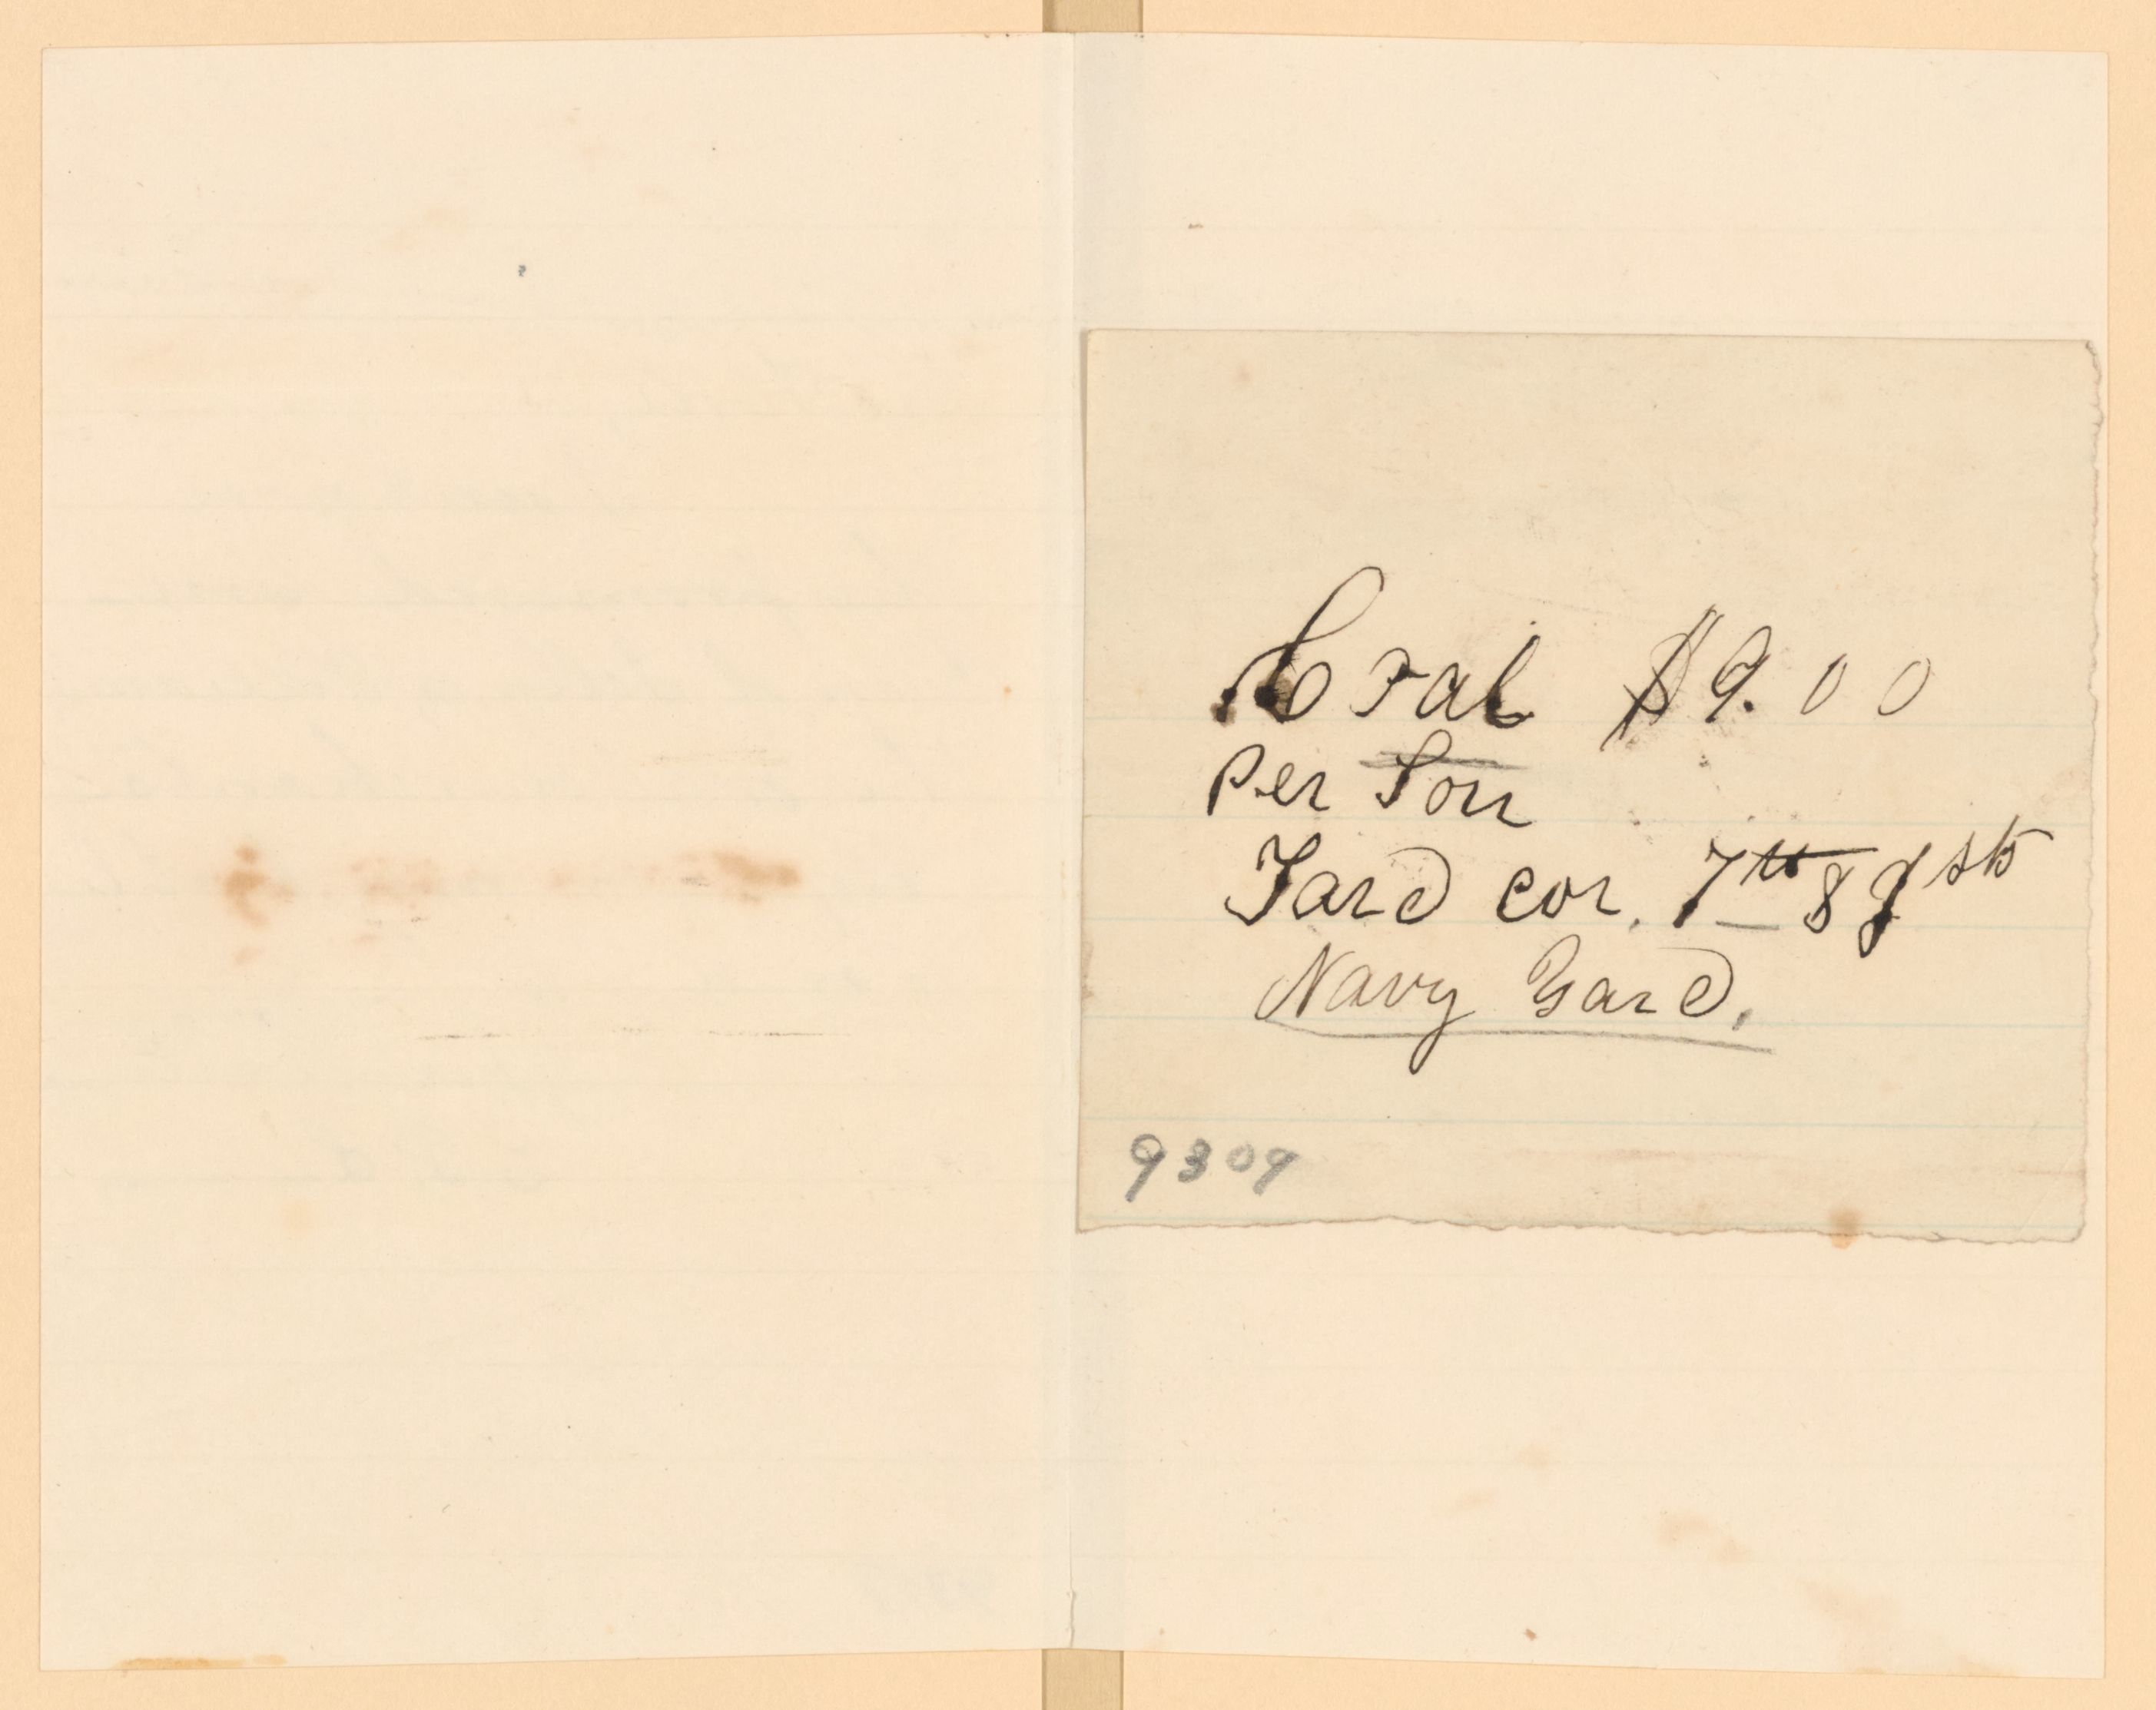 Coal $9.00
Per Ton
Yard cor. 7th & g sts
Navy Yard.
9309